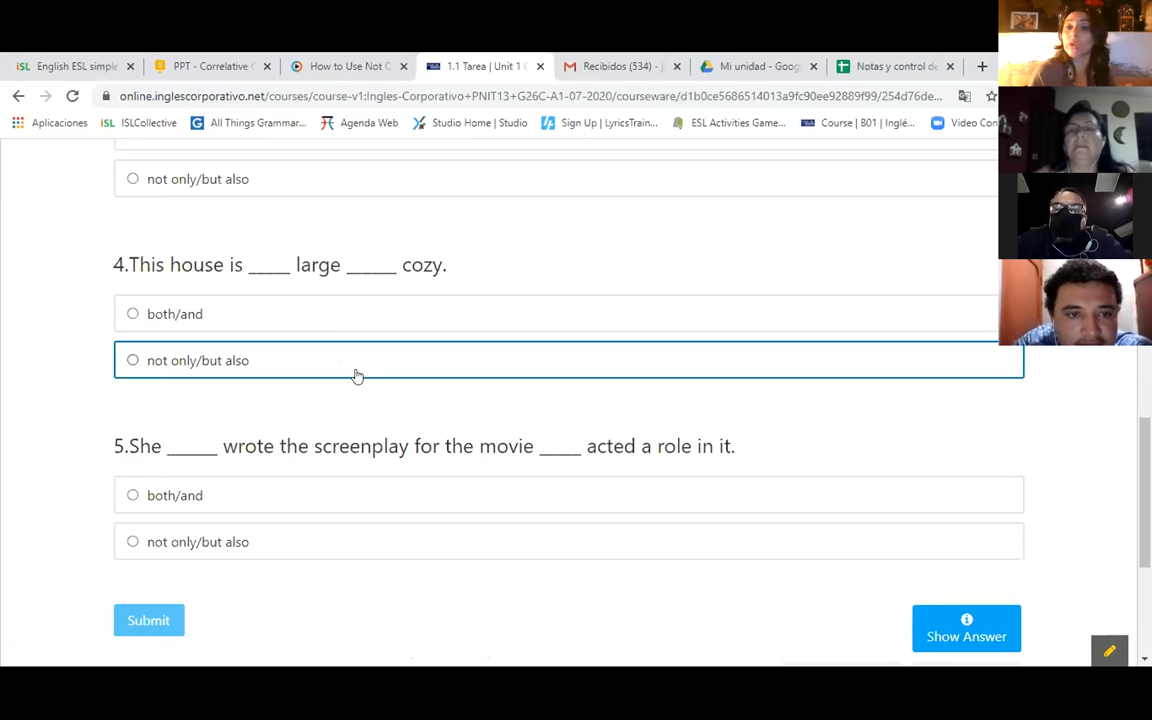 English ESL simple
PPT - Correlative C
How to Use Not O
1.1 Tarea | Unit 1
Recibidos (534) - j
Mi unidad - Goog
Notas y control de
online.inglescorporativo.net/courses/course-v1:Ingles-Corporativo+PNIT13+G26C-A1-07-2020/courseware/d1b0ce5686514013a9fc90ee92889f99/254d76de...
Aplicaciones
iSL ISLCollective
All Things Grammar...
Agenda Web
Studio Home | Studio
Sign Up | LyricsTrain...
ESL Activities Game...
Course | B01 | Inglé...
Video Con
not only/but also
4.This house is _____ large ______ cozy.
both/and
not only/but also
5.She ______ wrote the screenplay for the movie _____ acted a role in it.
both/and
not only/but also
Submit
Show Answer